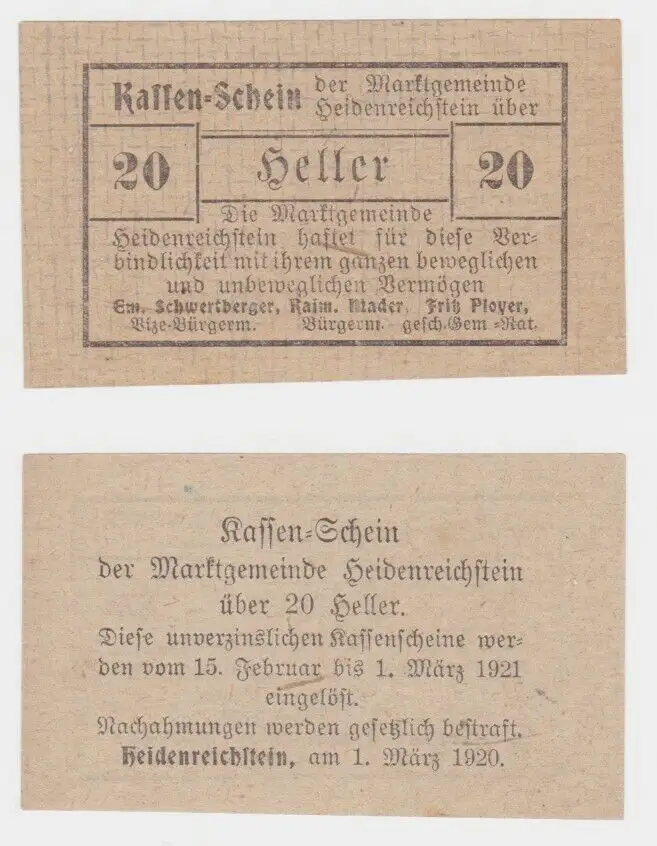 Kassen=Schein der Marktgemeinde
Heidenreichstein über
20 Heller 20
Die Marktgemeinde
Heidenreichstein haftet für diese Ver=
bindlichkeit mit ihrem ganzen beweglichen
und unbeweglichen Vermögen
Em. Schwertberger, Raim. Mader, Fritz Ployer,
Vize=Bürgerm. Bürgerm. gesch.Gem =Rat.
Kassen=Schein
der Marktgemeinde Heidenreichstein
über 20 Heller.
Diese unverzinslichen Kassenscheine wer=
den vom 15. Februar bis 1. März 1921
eingelöst.
Nachahmungen werden gesetzlich bestraft.
Heidenreichstein, am 1. März 1920.